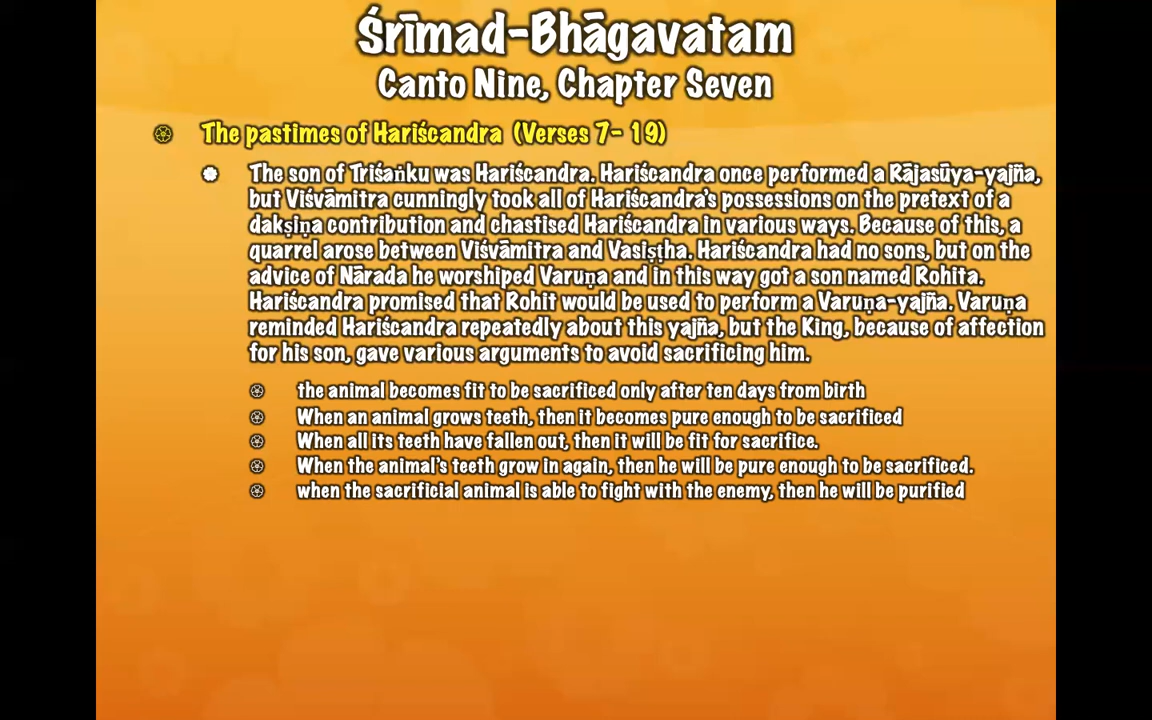 Śrīmad-Bhāgavatam
Canto Nine, Chapter Seven
The pastimes of Hariścandra (Verses 7- 19)
The son of Triśaṅku was Hariścandra. Hariścandra once performed a Rājasūya-yajña,
but Viśvāmitra cunningly took all of Hariścandra's possessions on the pretext of a
dakṣiṇa contribution and chastised Hariścandra in various ways. Because of this, a
quarrel arose between Viśvāmitra and Vasiṣṭha. Hariścandra had no sons, but on the
advice of Nārada he worshiped Varuṇa and in this way got a son named Rohita.
Hariścandra promised that Rohit would be used to perform a Varuṇa-yajña. Varuṇa
reminded Hariścandra repeatedly about this yajña, but the King, because of affection
for his son, gave various arguments to avoid sacrificing him.
the animal becomes fit to be sacrificed only after ten days from birth
When an animal grows teeth, then it becomes pure enough to be sacrificed
When all its teeth have fallen out, then it will be fit for sacrifice.
When the animal's teeth grow in again, then he will be pure enough to be sacrificed.
when the sacrificial animal is able to fight with the enemy, then he will be purified